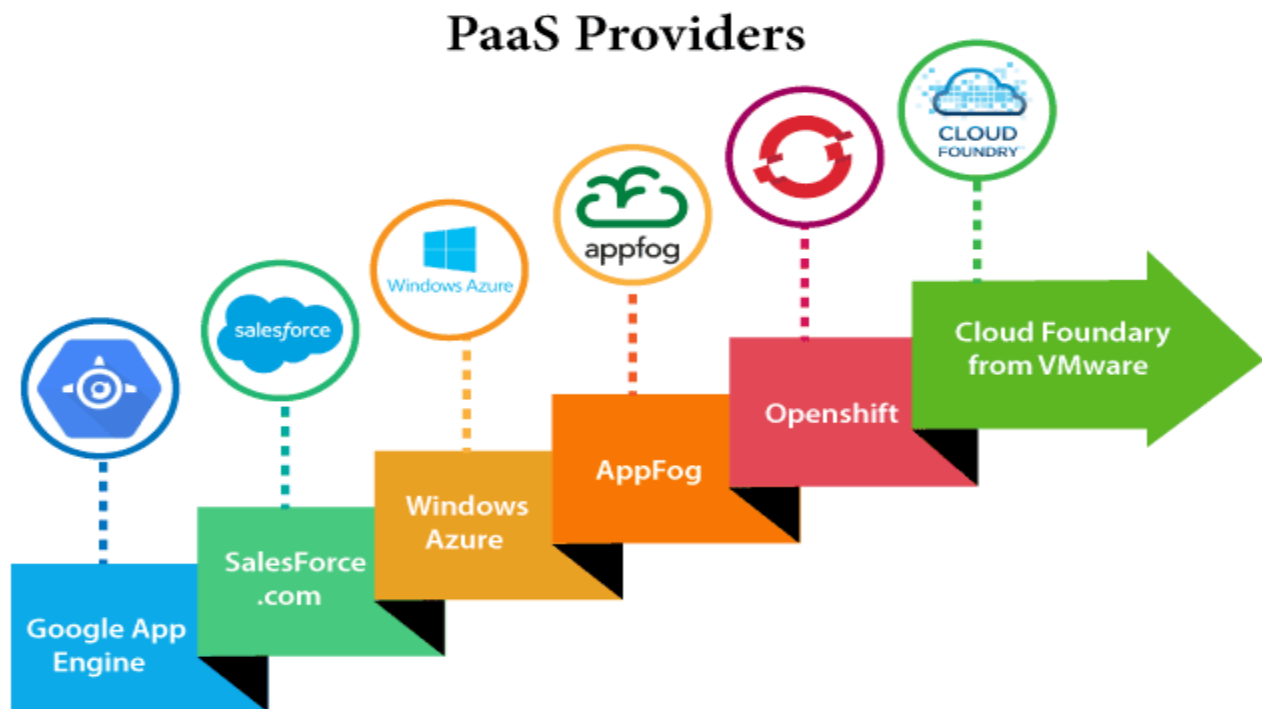 PaaS Providers
CLOUD
FOUNDRY
appfog
Windows Azure
salesforce
Cloud Foundary
from VMware
Openshift
AppFog
Windows
Azure
SalesForce
.com
Google App
Engine